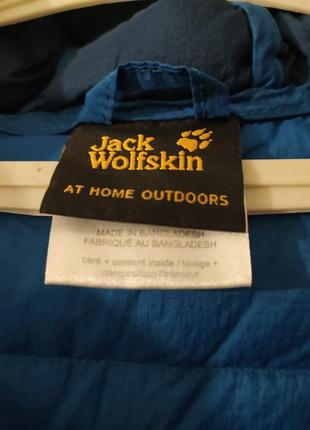 Jack
Wolfskin
AT HOME OUTDOORS
MADE IN BANGLADESH
FABRIQUÉ AU BANGLADESH
care + content inside / lavage +
composition l'intérieur